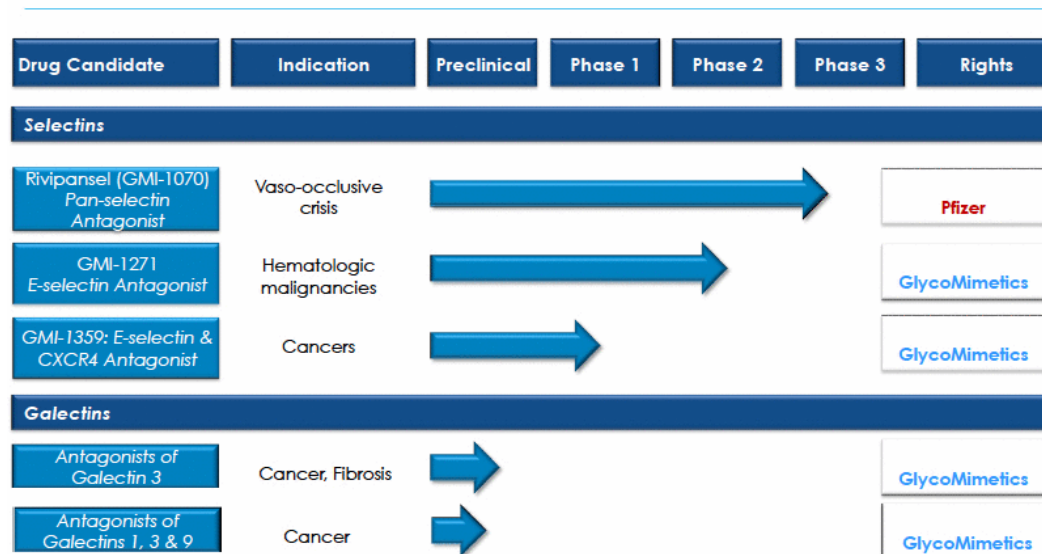 Drug Candidate Indication Preclinical Phase 1 Phase 2 Phase 3 Rights
Selectins
Rivipansel (GMI-1070)
Pan-selectin
Antagonist
Vaso-occlusive
crisis
Pfizer
GMI-1271
E-selectin Antagonist
Hematologic
malignancies
GlycoMimetics
GMI-1359: E-selectin &
CXCR4 Antagonist
Cancers
GlycoMimetics
Galectins
Antagonists of
Galectin 3
Cancer, Fibrosis
GlycoMimetics
Antagonists of
Galectins 1, 3 & 9
Cancer
GlycoMimetics